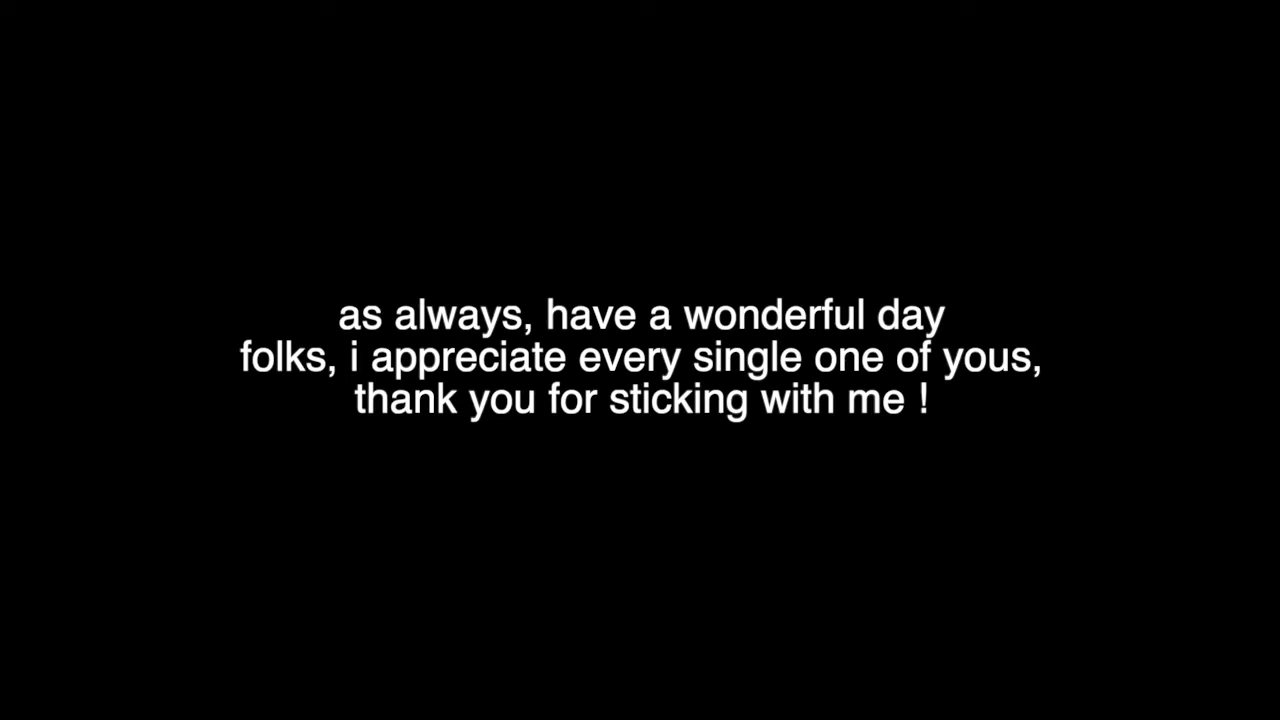 as always, have a wonderful day
folks, i appreciate every single one of yous,
thank you for sticking with me !